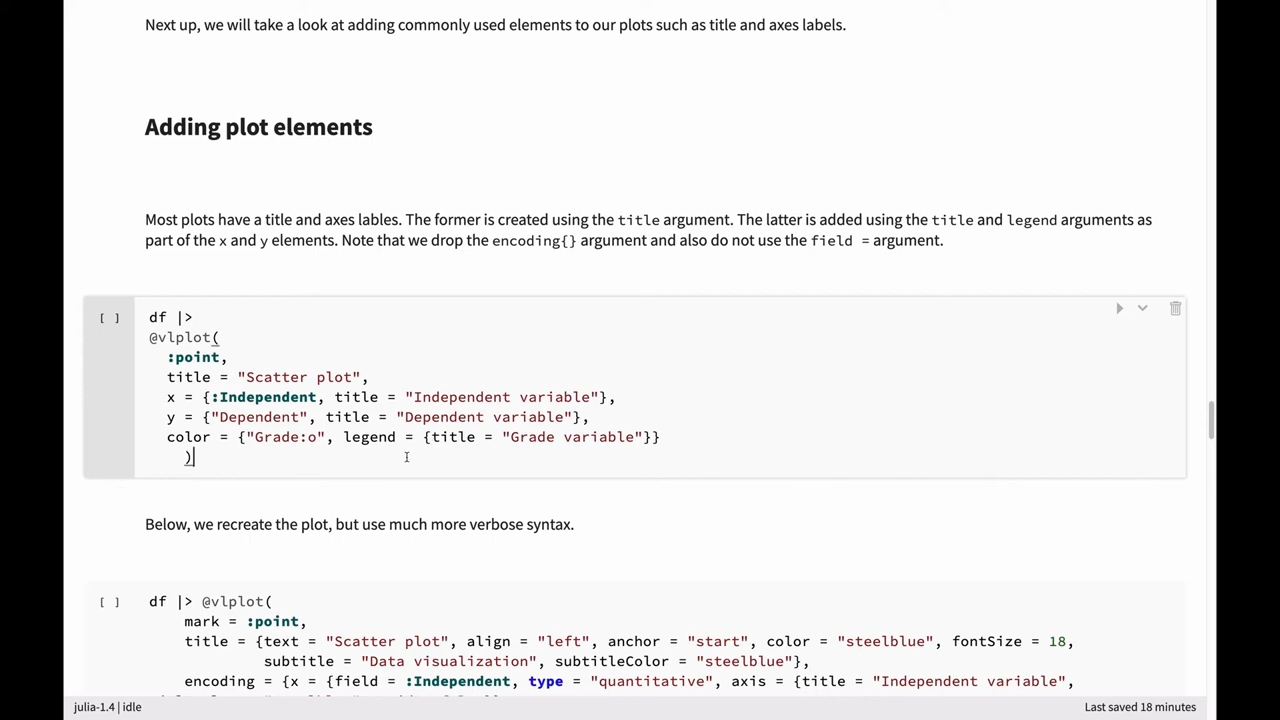 Next up, we will take a look at adding commonly used elements to our plots such as title and axes labels.
Adding plot elements
Most plots have a title and axes lables. The former is created using the title argument. The latter is added using the title and legend arguments as
part of the x and y elements. Note that we drop the encoding{} argument and also do not use the field = argument.
[ ]
df |>
@vlplot(
:point,
title = "Scatter plot",
x = {:Independent, title = "Independent variable"},
y = {"Dependent", title = "Dependent variable"},
color = {"Grade:o", legend = {title = "Grade variable"}}
)
Below, we recreate the plot, but use much more verbose syntax.
[ ]
df |> @vlplot(
mark = :point,
title = {text = "Scatter plot", align = "left", anchor = "start", color = "steelblue", fontSize = 18,
subtitle = "Data visualization", subtitleColor = "steelblue"},
encoding = {x = {field = :Independent, type = "quantitative", axis = {title = "Independent variable",
julia-1.4 | idle
Last saved 18 minutes